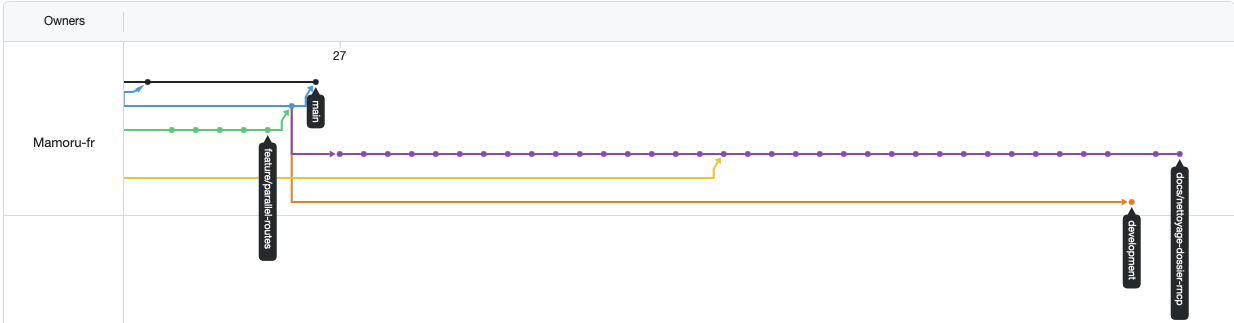 Owners
27
Mamoru-fr
main
feature/parallel-routes
development
docs/nettoyage-dossier-mcp